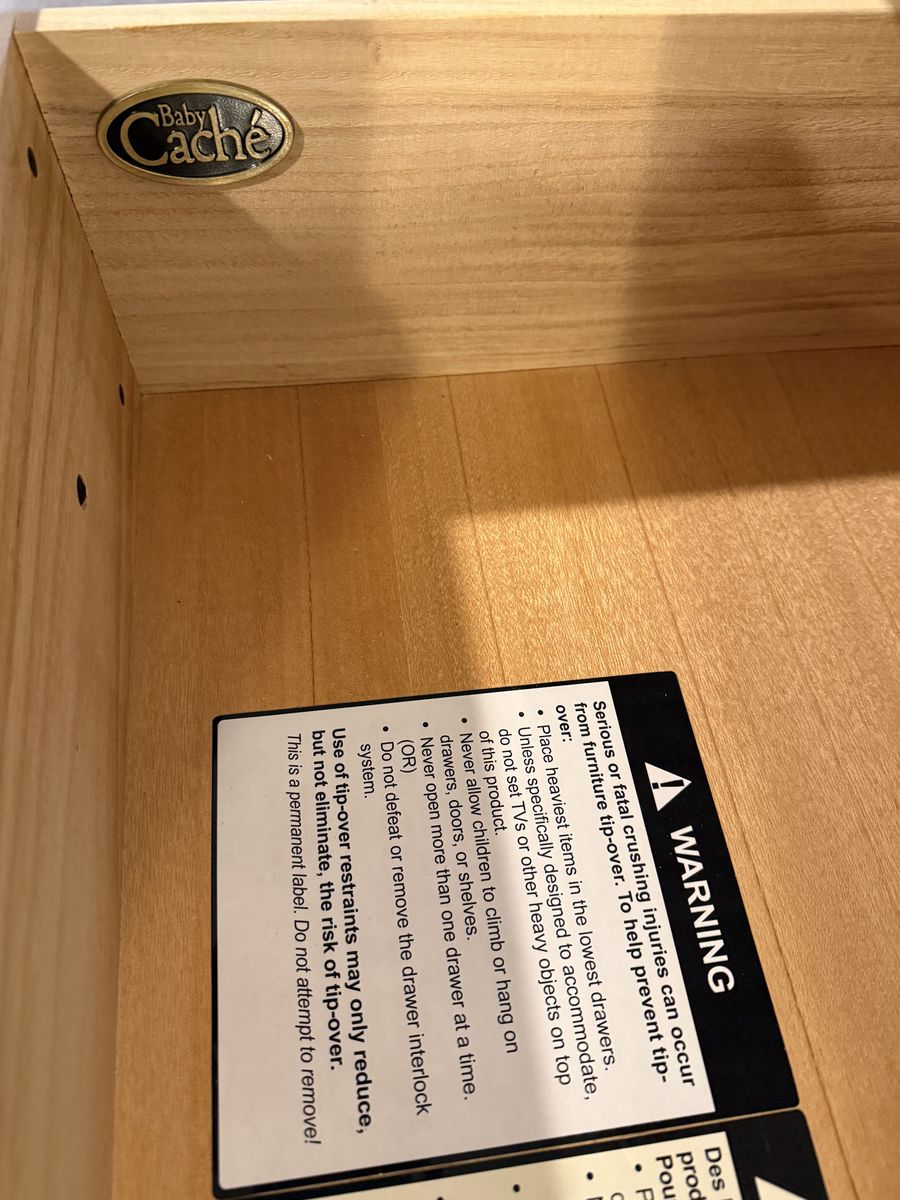 Baby
Caché
WARNING
Serious or fatal crushing injuries can occur
from furniture tip-over. To help prevent tip-
over:
• Place heaviest items in the lowest drawers.
• Unless specifically designed to accommodate,
do not set TVs or other heavy objects on top
of this product.
• Never allow children to climb or hang on
drawers, doors, or shelves.
• Never open more than one drawer at a time.
(OR)
• Do not defeat or remove the drawer interlock
system.
Use of tip-over restraints may only reduce,
but not eliminate, the risk of tip-over.
This is a permanent label. Do not attempt to remove!
Des
prod
Pou